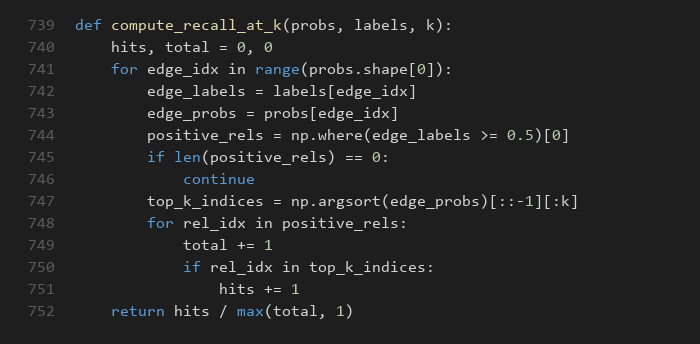 739 def compute_recall_at_k(probs, labels, k):
740     hits, total = 0, 0
741     for edge_idx in range(probs.shape[0]):
742         edge_labels = labels[edge_idx]
743         edge_probs = probs[edge_idx]
744         positive_rels = np.where(edge_labels >= 0.5)[0]
745         if len(positive_rels) == 0:
746             continue
747         top_k_indices = np.argsort(edge_probs)[::-1][:k]
748         for rel_idx in positive_rels:
749             total += 1
750             if rel_idx in top_k_indices:
751                 hits += 1
752     return hits / max(total, 1)